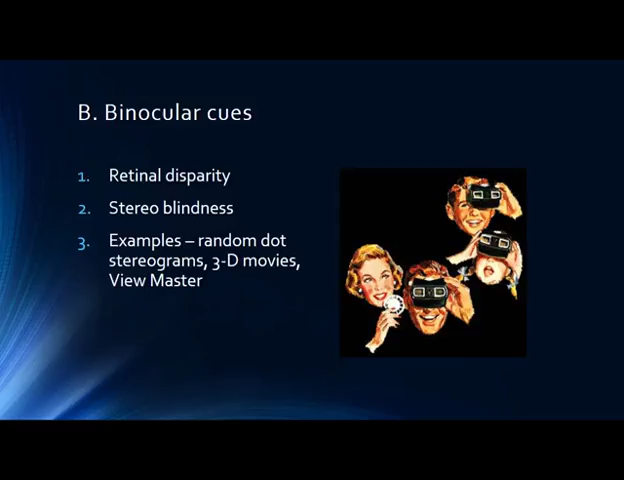 B. Binocular cues
1. Retinal disparity
2. Stereo blindness
3. Examples – random dot
stereograms, 3-D movies,
View Master